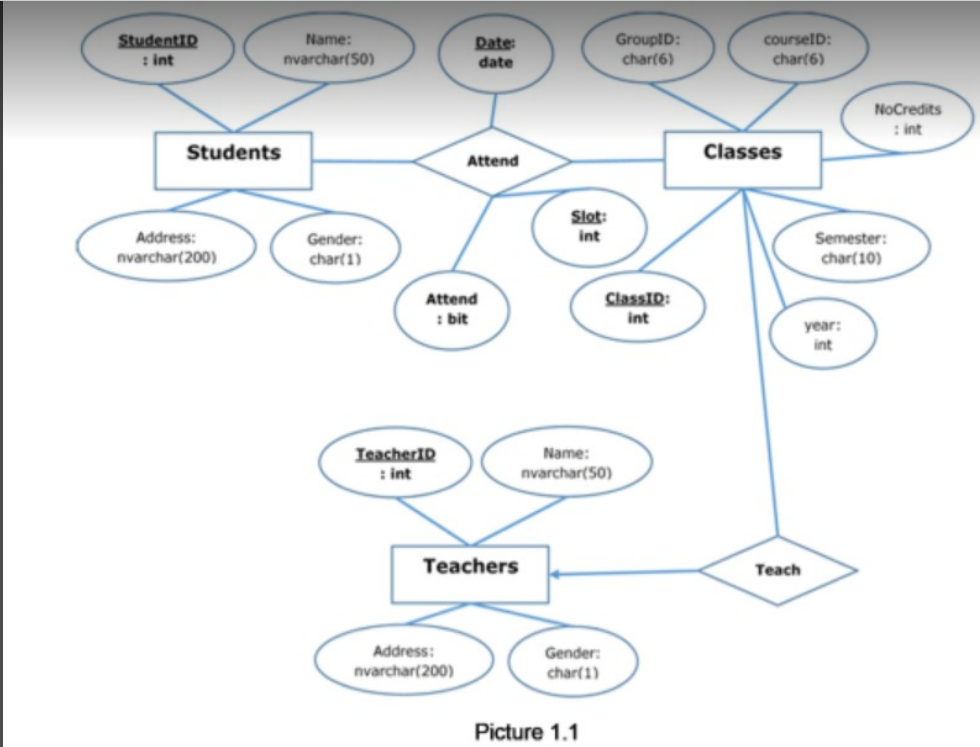 StudentID
: int
Name:
nvarchar(50)
Date:
date
GroupID:
char(6)
courseID:
char(6)
NoCredits
: int
Students
Attend
Classes
Address:
nvarchar(200)
Gender:
char(1)
Slot:
int
Semester:
char(10)
Attend
: bit
ClassID:
int
year:
int
TeacherID
: int
Name:
nvarchar(50)
Teachers
Teach
Address:
nvarchar(200)
Gender:
char(1)
Picture 1.1